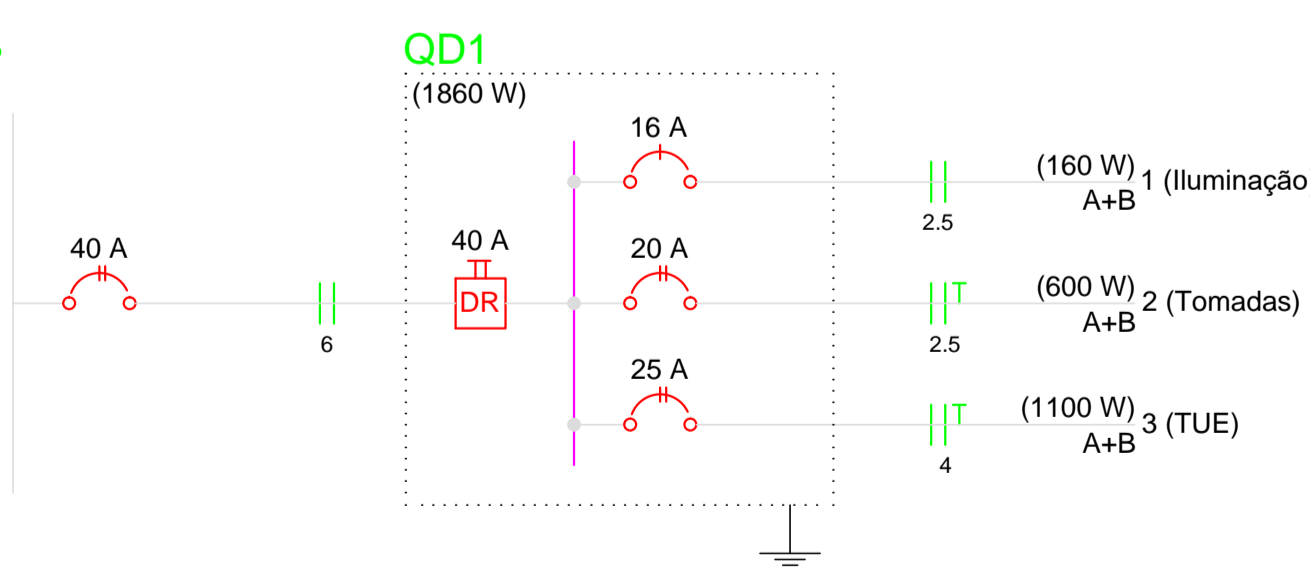 QD1
(1860 W)
16 A
(160 W)
A+B
1 (Iluminação
2.5
40 A
6
40 A
DR
20 A
(600 W)
A+B
2 (Tomadas)
T
2.5
25 A
(1100 W)
A+B
3 (TUE)
T
4